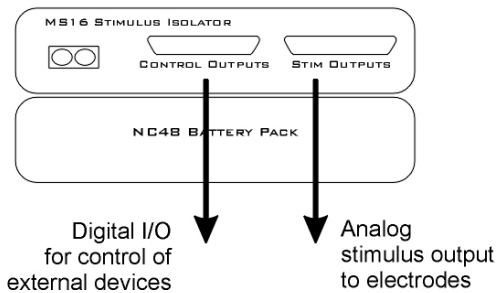 MS16 STIMULUS ISOLATOR
CONTROL OUTPUTS
STIM OUTPUTS
NC48 BATTERY PACK
Digital I/O
for control of
external devices
Analog
stimulus output
to electrodes